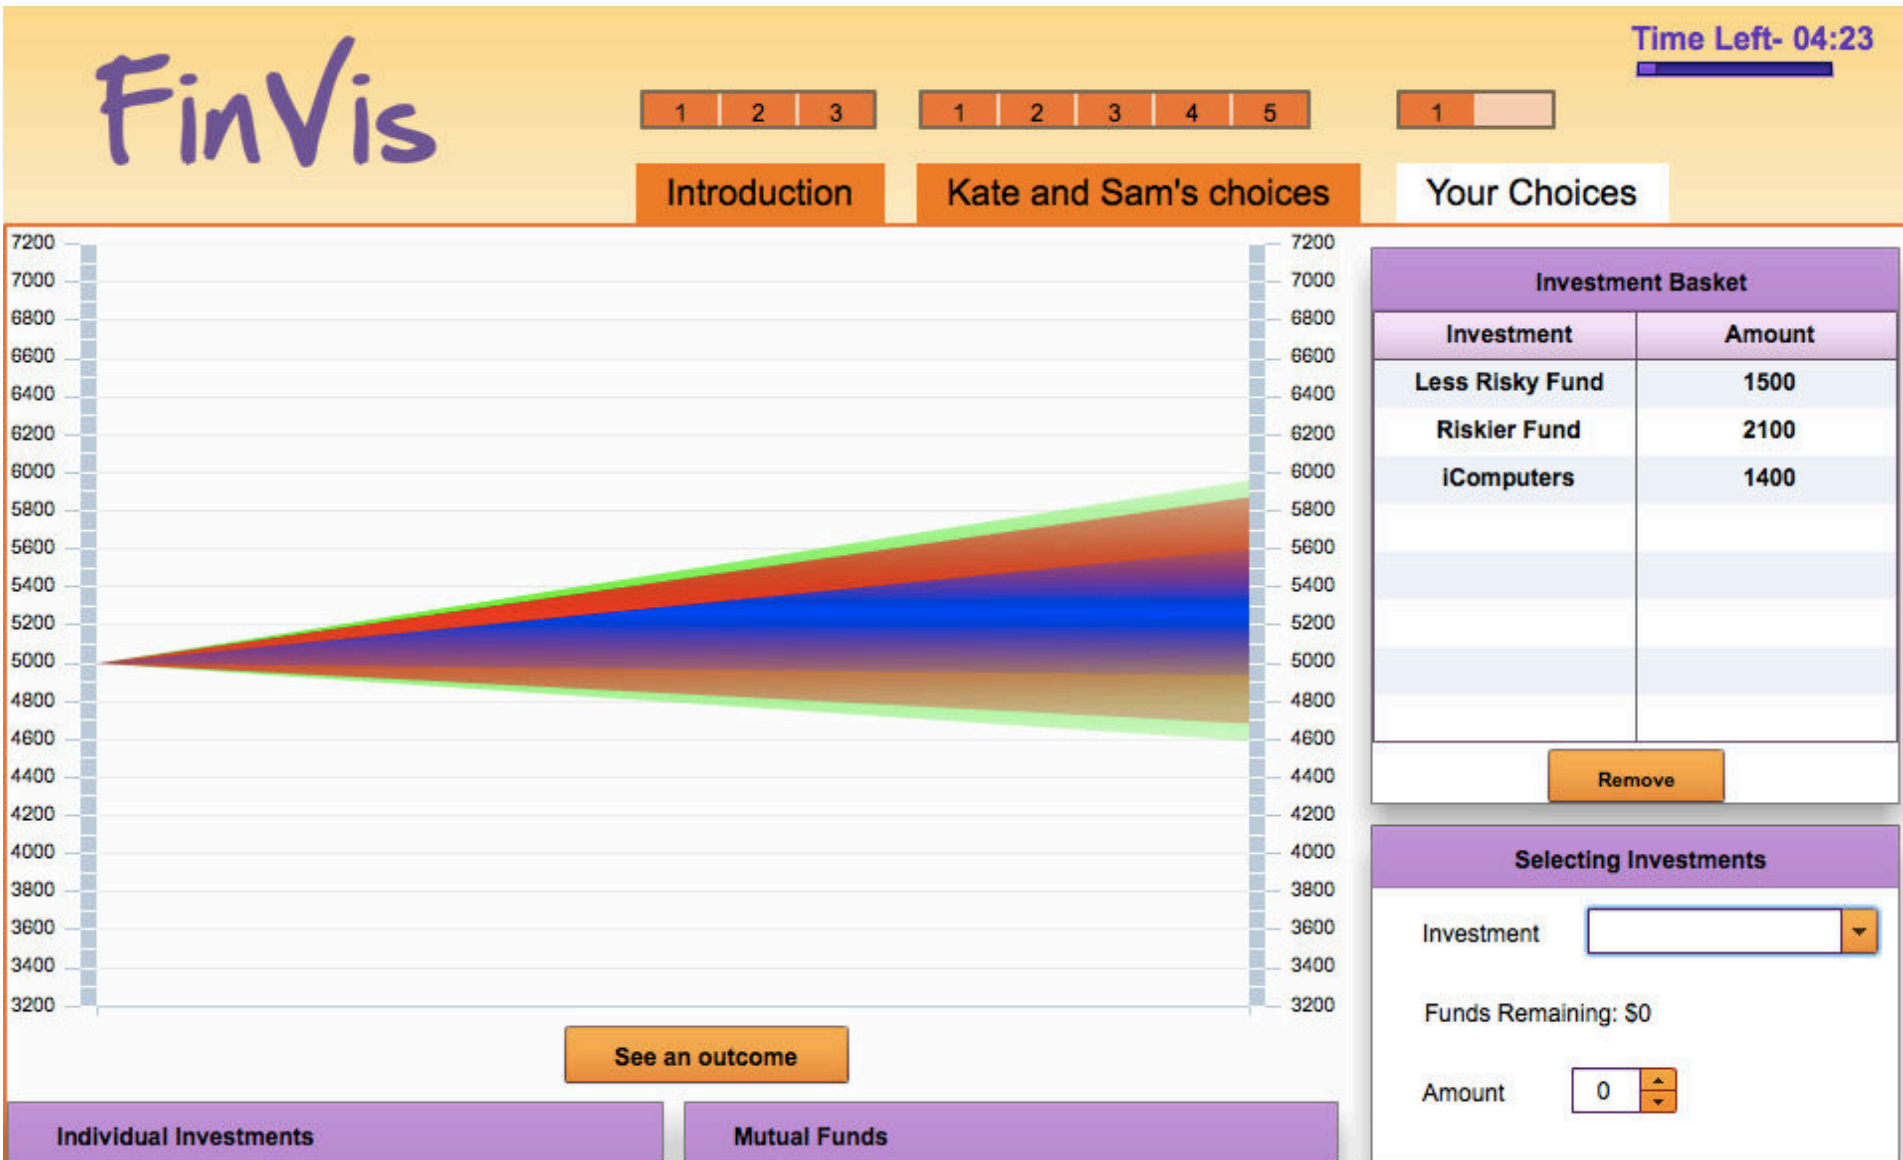 FinVis
Time Left- 04:23
1 2 3
1 2 3 4 5
1
Introduction
Kate and Sam's choices
Your Choices
7200 7200
7000 7000
6800 6800
6600 6600
6400 6400
6200 6200
6000 6000
5800 5800
5600 5600
5400 5400
5200 5200
5000 5000
4800 4800
4600 4600
4400 4400
4200 4200
4000 4000
3800 3800
3600 3600
3400 3400
3200 3200
See an outcome
Individual Investments
Mutual Funds
Investment Basket
Investment Amount
Less Risky Fund 1500
Riskier Fund 2100
iComputers 1400
Remove
Selecting Investments
Investment
Funds Remaining: $0
Amount 0